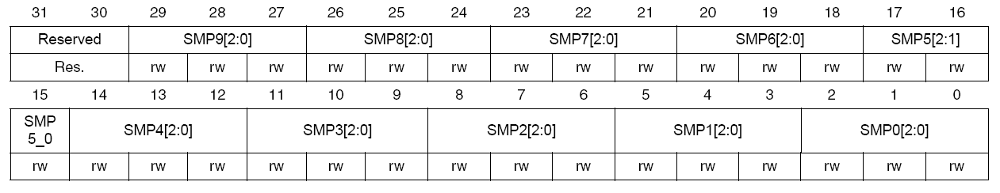 31 30 29 28 27 26 25 24 23 22 21 20 19 18 17 16
Reserved SMP9[2:0] SMP8[2:0] SMP7[2:0] SMP6[2:0] SMP5[2:1]
Res. rw rw rw rw rw rw rw rw rw rw rw rw rw rw
15 14 13 12 11 10 9 8 7 6 5 4 3 2 1 0
SMP
5_0 SMP4[2:0] SMP3[2:0] SMP2[2:0] SMP1[2:0] SMP0[2:0]
rw rw rw rw rw rw rw rw rw rw rw rw rw rw rw rw